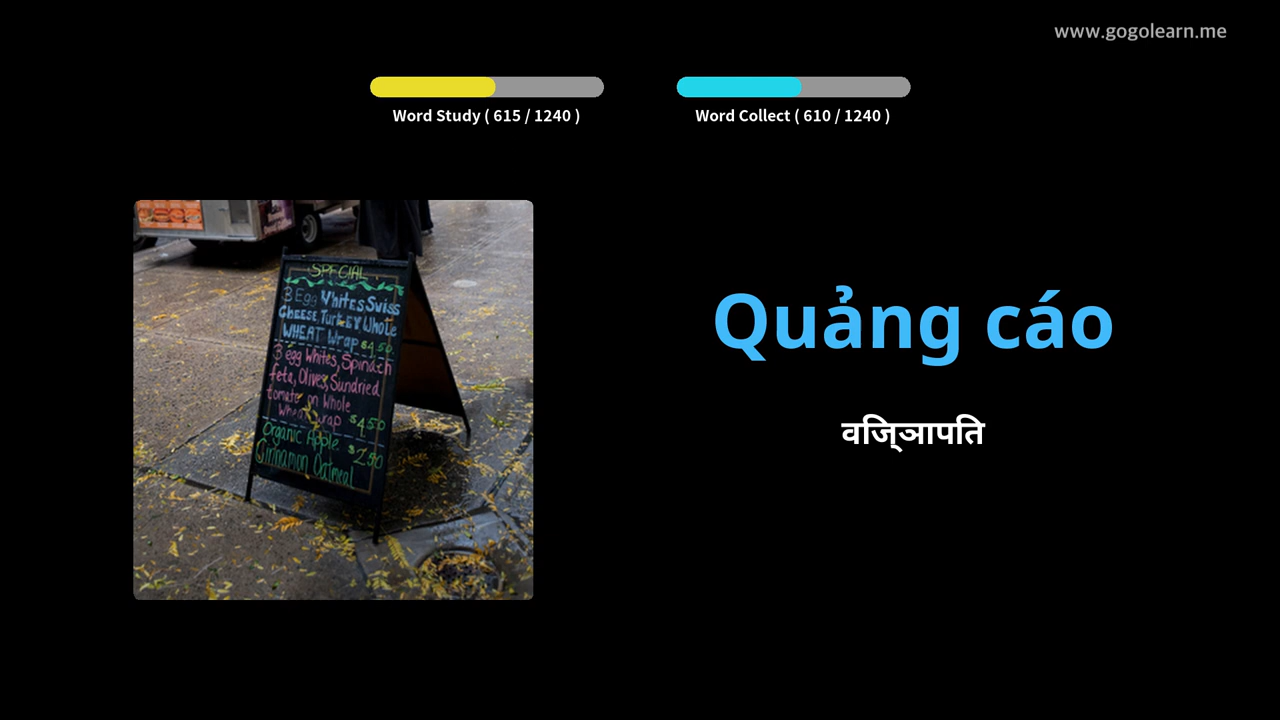 www.gogolearn.me
Word Study ( 615 / 1240 )
Word Collect ( 610 / 1240 )
SPECIAL
3 Egg Whites, Swiss
Cheese, Turkey Whole
WHEAT Wrap $4.50
3 egg Whites, Spinach
feta, Olives, Sundried
tomato on Whole
Wheat wrap $4.50
Organic Apple
Cinnamon Oatmeal $2.50
Quảng cáo
विज्ञापति